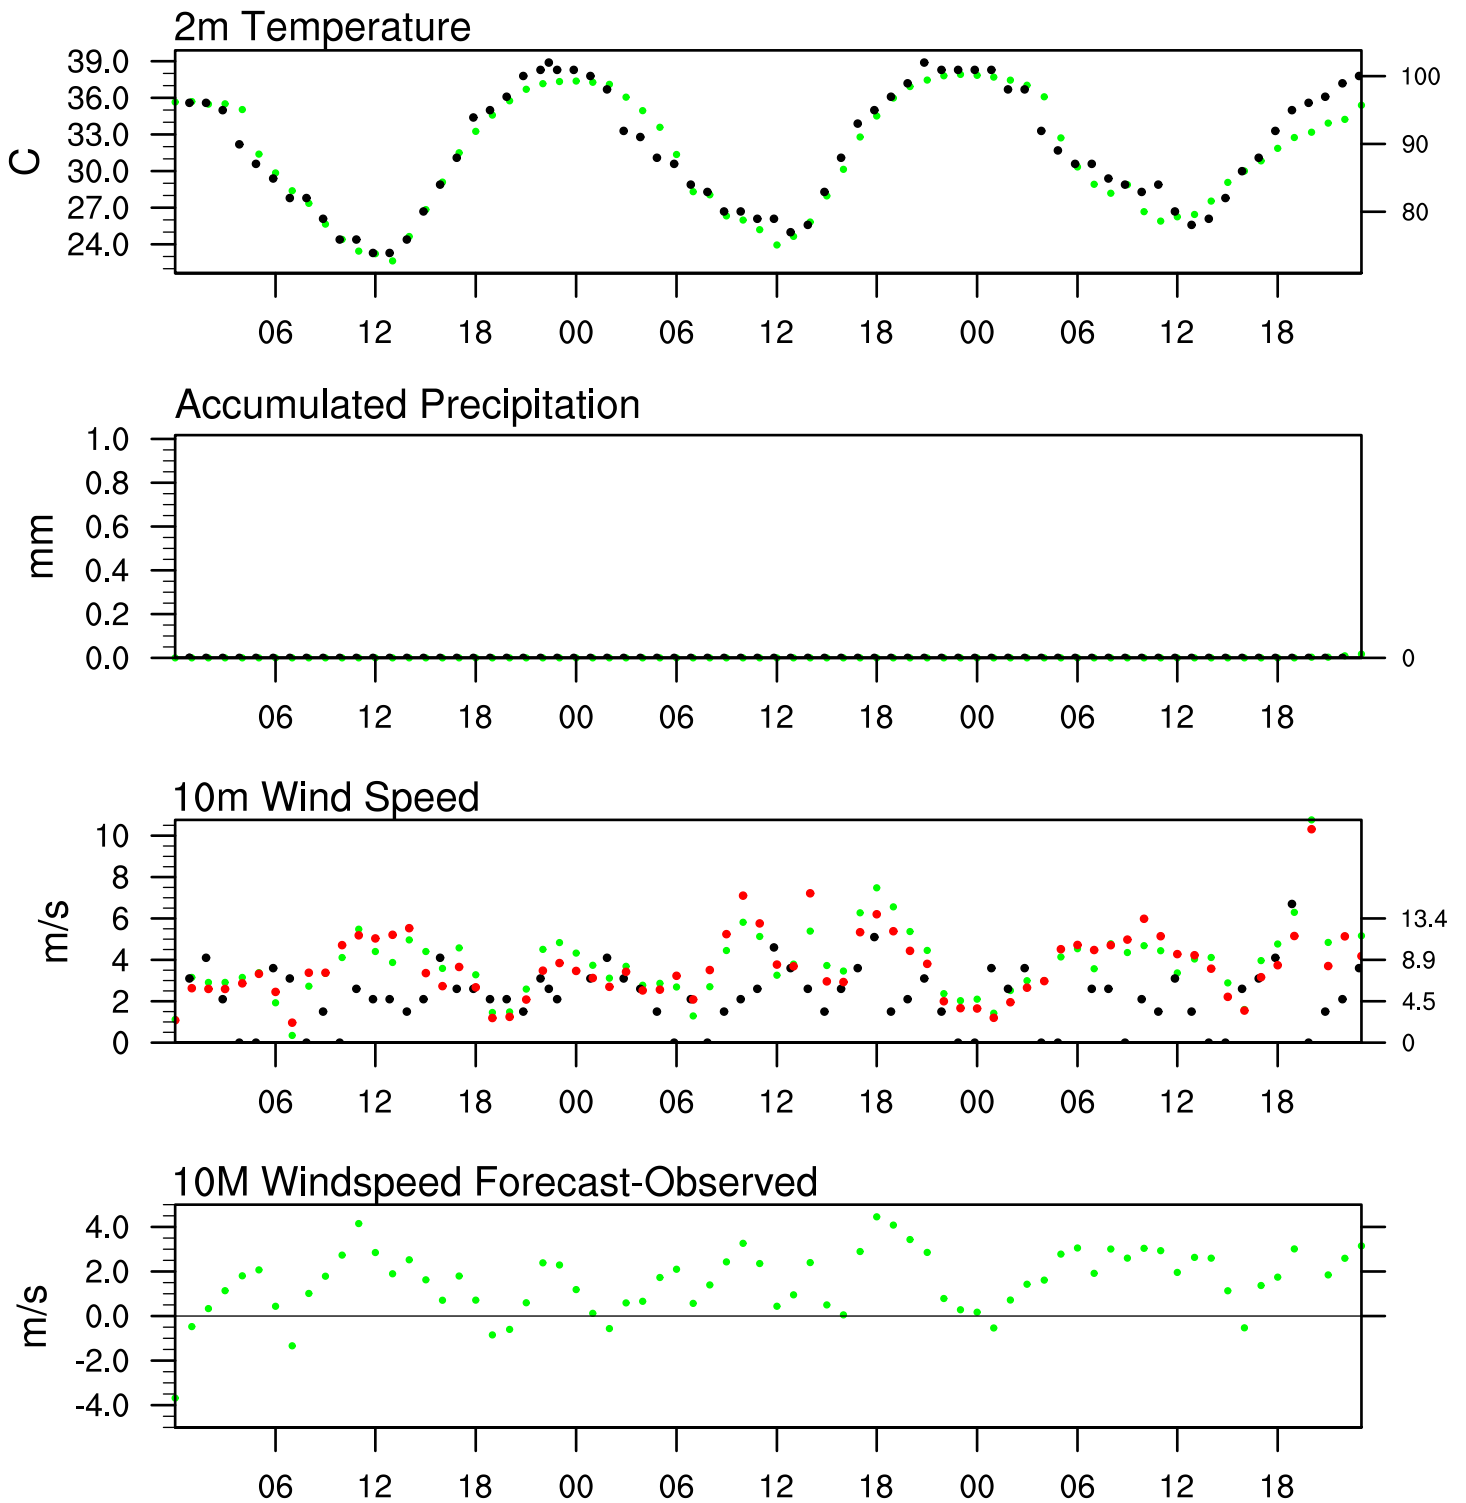 2m Temperature
39.0
36.0
33.0
30.0
27.0
24.0
C
100
90
80
06 12 18 00 06 12 18 00 06 12 18
Accumulated Precipitation
1.0
0.8
0.6
0.4
0.2
0.0
mm
0
06 12 18 00 06 12 18 00 06 12 18
10m Wind Speed
10
8
6
4
2
0
m/s
13.4
8.9
4.5
0
06 12 18 00 06 12 18 00 06 12 18
10M Windspeed Forecast-Observed
4.0
2.0
0.0
-2.0
-4.0
m/s
06 12 18 00 06 12 18 00 06 12 18